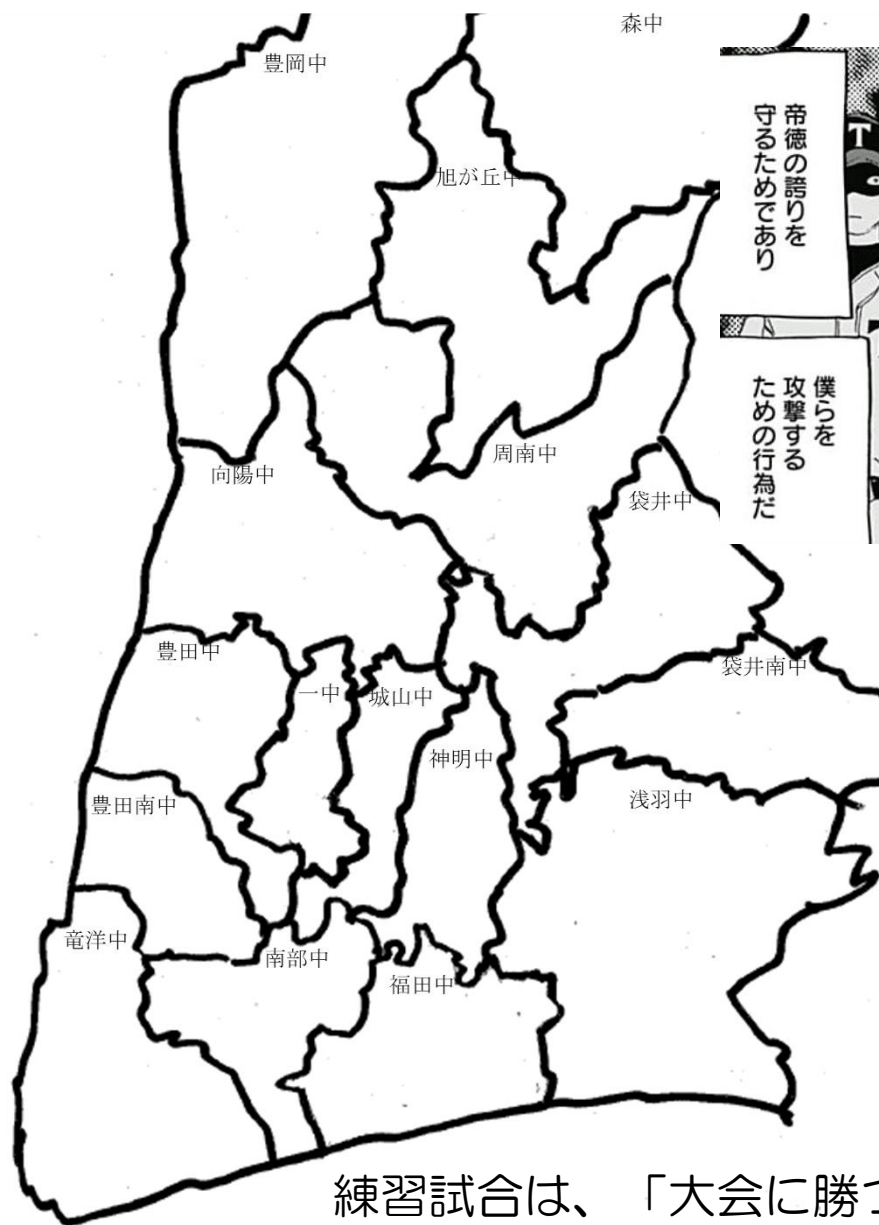 森中
豊岡中
旭が丘中
帝徳の誇りを
守るためであり
T
僕らを
攻撃する
ための行為だ
周南中
向陽中
袋井中
豊田中
袋井南中
一中
城山中
神明中
豊田南中
浅羽中
竜洋中
南部中
福田中
練習試合は、「大会に勝つ